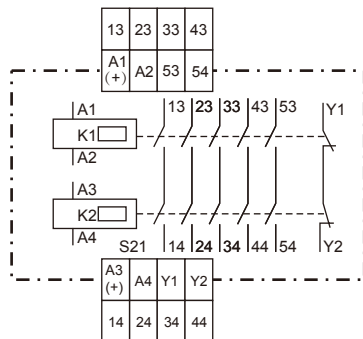 13 23 33 43
A1 (+) A2 53 54
A1 13 23 33 43 53 Y1
K1
A2
A3
K2
A4 S21 14 24 34 44 54 Y2
A3 (+) A4 Y1 Y2
14 24 34 44